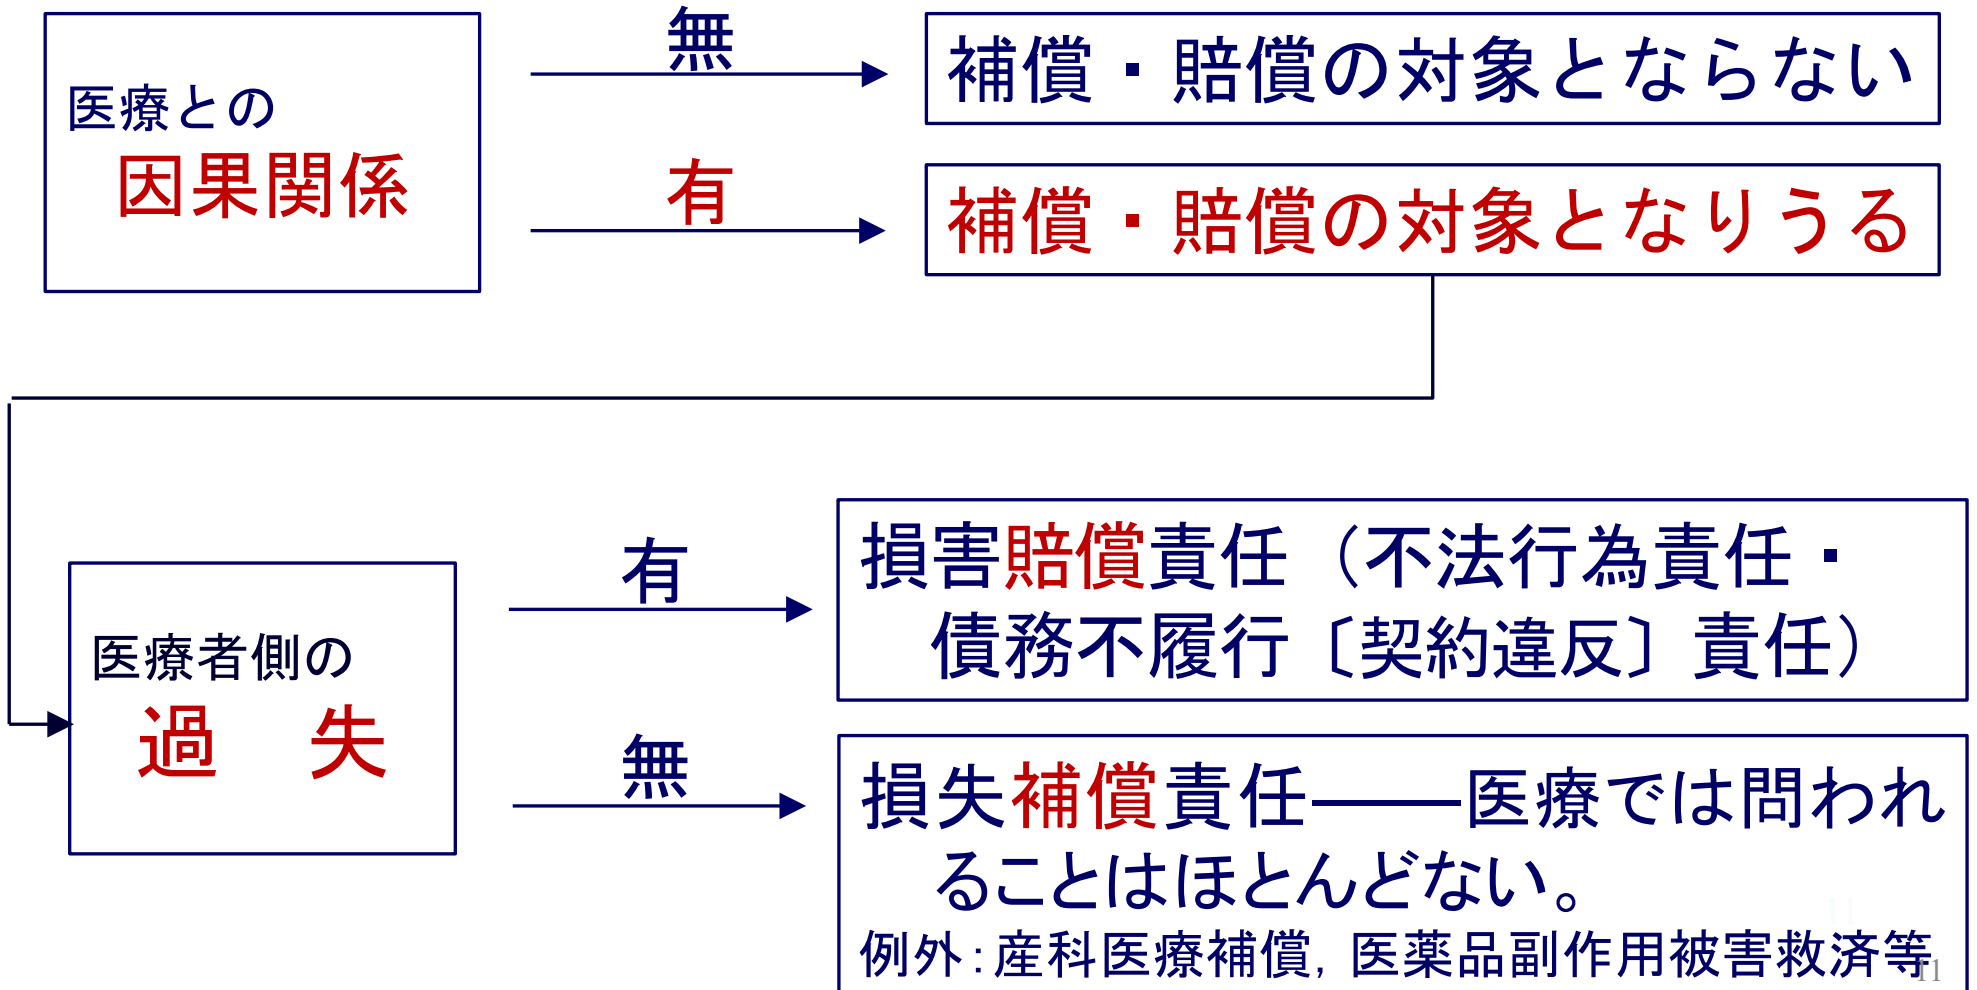 医療との
因果関係
無
補償・賠償の対象とならない
有
補償・賠償の対象となりうる
医療者側の
過　失
有
損害賠償責任（不法行為責任・
債務不履行〔契約違反〕責任）
無
損失補償責任―――医療では問われ
ることはほとんどない。
例外：産科医療補償，医薬品副作用被害救済等
11